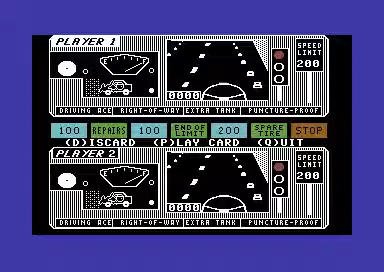 PLAYER 1
SPEED
LIMIT
200
0000
DRIVING ACE RIGHT-OF-WAY EXTRA TANK PUNCTURE-PROOF
100 REPAIRS 100 END OF LIMIT 200 SPARE TIRE STOP
(D)ISCARD (P)LAY CARD (Q)UIT
PLAYER 2
SPEED
LIMIT
200
0000
DRIVING ACE RIGHT-OF-WAY EXTRA TANK PUNCTURE-PROOF